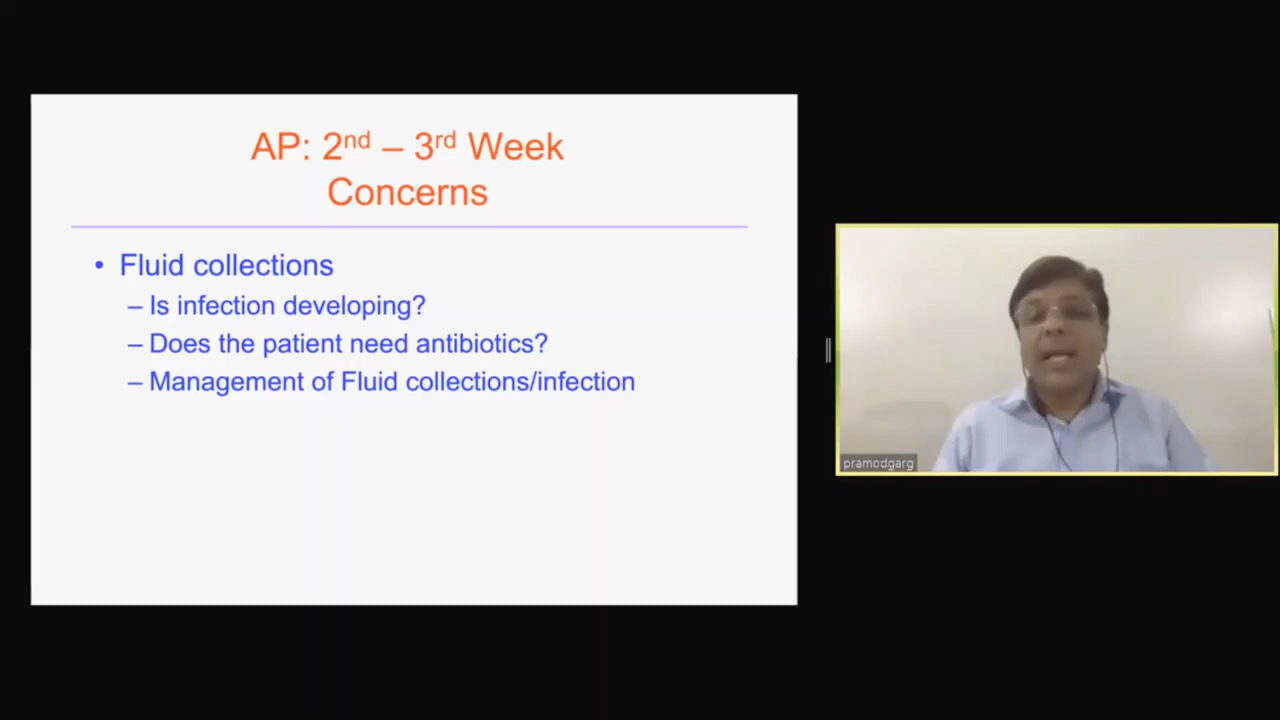 AP: 2nd – 3rd Week
Concerns
• Fluid collections
– Is infection developing?
– Does the patient need antibiotics?
– Management of Fluid collections/infection
pramodgarg